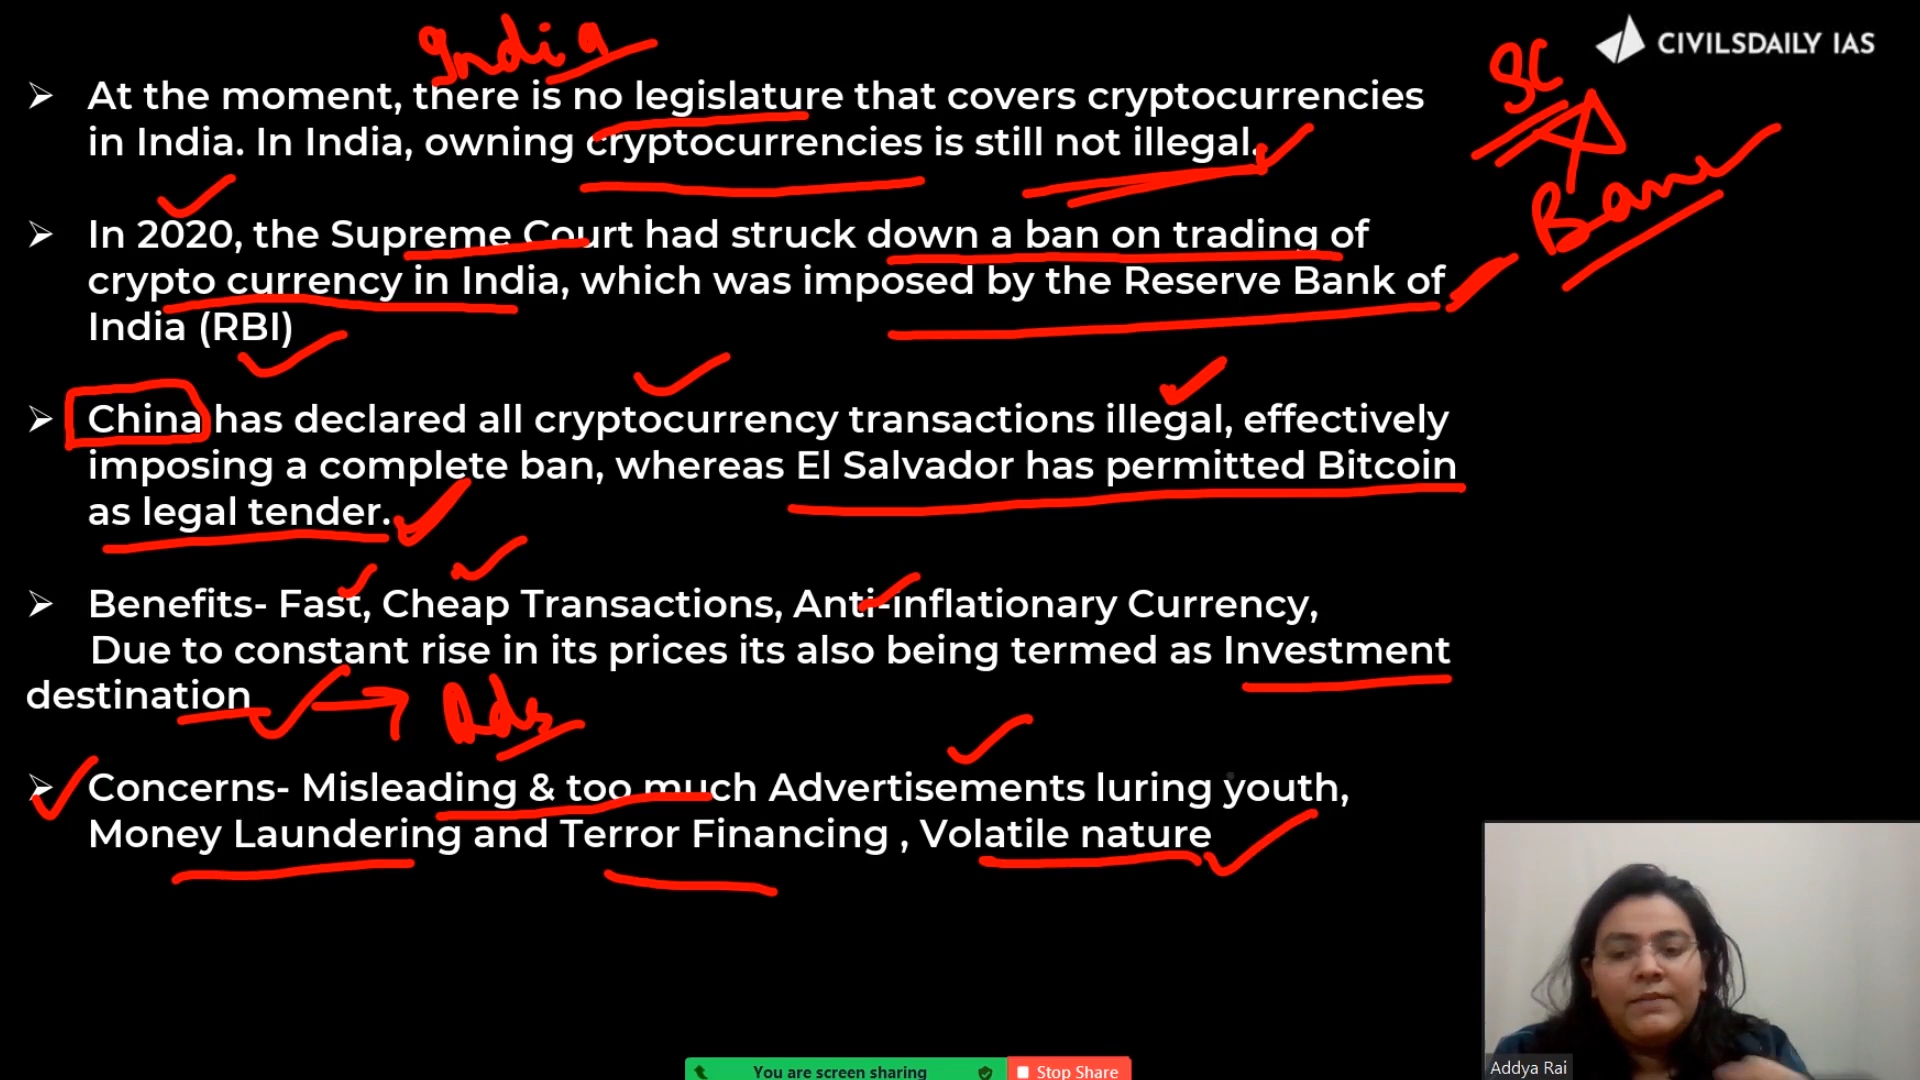 India
CIVILSDAILY IAS
SC
Ban
➢ At the moment, there is no legislature that covers cryptocurrencies
in India. In India, owning cryptocurrencies is still not illegal.
➢ In 2020, the Supreme Court had struck down a ban on trading of
crypto currency in India, which was imposed by the Reserve Bank of
India (RBI)
➢ China has declared all cryptocurrency transactions illegal, effectively
imposing a complete ban, whereas El Salvador has permitted Bitcoin
as legal tender.
➢ Benefits- Fast, Cheap Transactions, Anti-inflationary Currency,
Due to constant rise in its prices its also being termed as Investment
destination
Ads
➢ Concerns- Misleading & too much Advertisements luring youth,
Money Laundering and Terror Financing , Volatile nature
Addya Rai
You are screen sharing
Stop Share